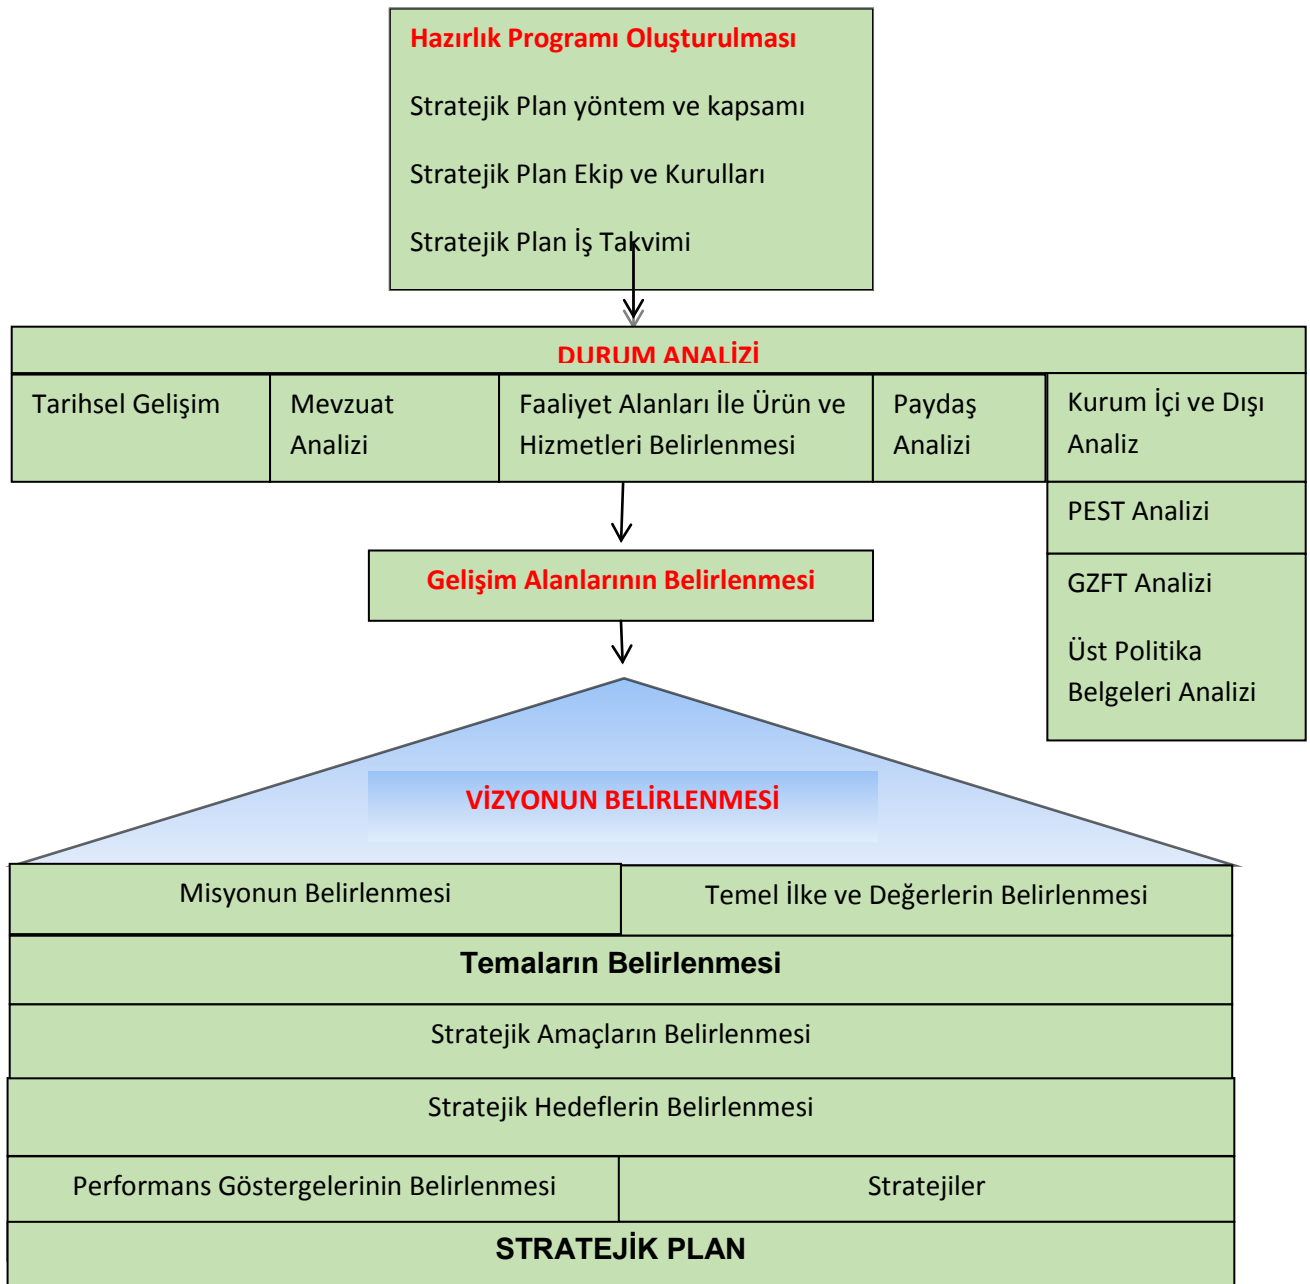 Hazırlık Programı Oluşturulması
Stratejik Plan yöntem ve kapsamı
Stratejik Plan Ekip ve Kurulları
Stratejik Plan İş Takvimi
DURUM ANALİZİ
Tarihsel Gelişim
Mevzuat
Analizi
Faaliyet Alanları İle Ürün ve
Hizmetleri Belirlenmesi
Paydaş
Analizi
Kurum İçi ve Dışı
Analiz
PEST Analizi
GZFT Analizi
Üst Politika
Belgeleri Analizi
Gelişim Alanlarının Belirlenmesi
VİZYONUN BELİRLENMESİ
Misyonun Belirlenmesi
Temel İlke ve Değerlerin Belirlenmesi
Temaların Belirlenmesi
Stratejik Amaçların Belirlenmesi
Stratejik Hedeflerin Belirlenmesi
Performans Göstergelerinin Belirlenmesi
Stratejiler
STRATEJİK PLAN